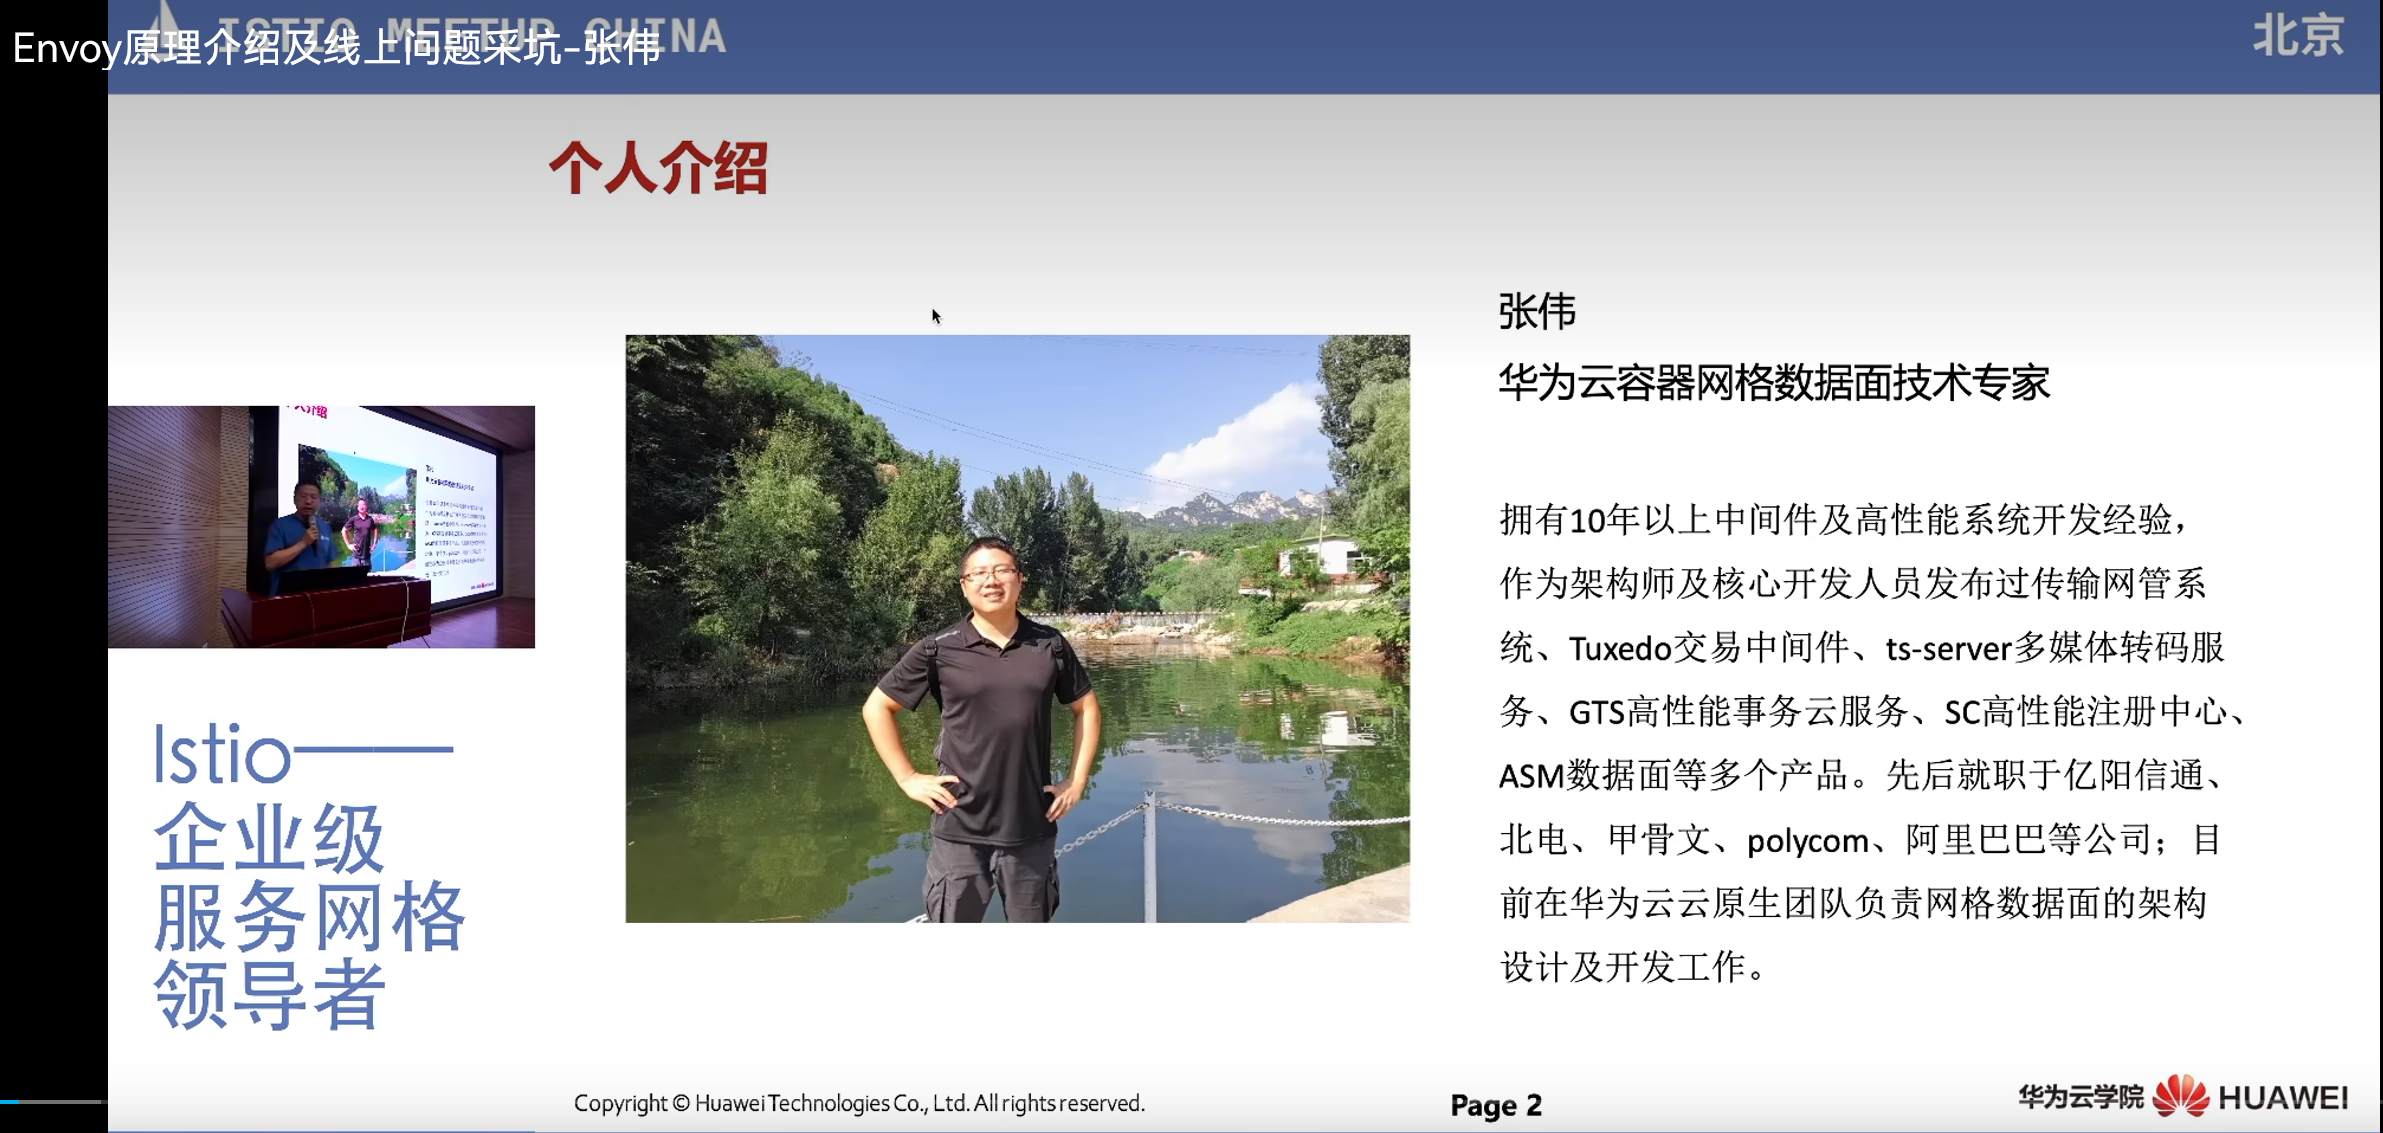 ISTIO MEETUP CHINA
Envoy原理介绍及线上问题采坑-张伟
北京
个人介绍
张伟
华为云容器网格数据面技术专家
拥有10年以上中间件及高性能系统开发经验，
作为架构师及核心开发人员发布过传输网管系
统、Tuxedo交易中间件、ts-server多媒体转码服
务、GTS高性能事务云服务、SC高性能注册中心、
ASM数据面等多个产品。先后就职于亿阳信通、
北电、甲骨文、polycom、阿里巴巴等公司；目
前在华为云云原生团队负责网格数据面的架构
设计及开发工作。
Istio——
企业级
服务网格
领导者
Copyright © Huawei Technologies Co., Ltd. All rights reserved.
Page 2
华为云学院 HUAWEI